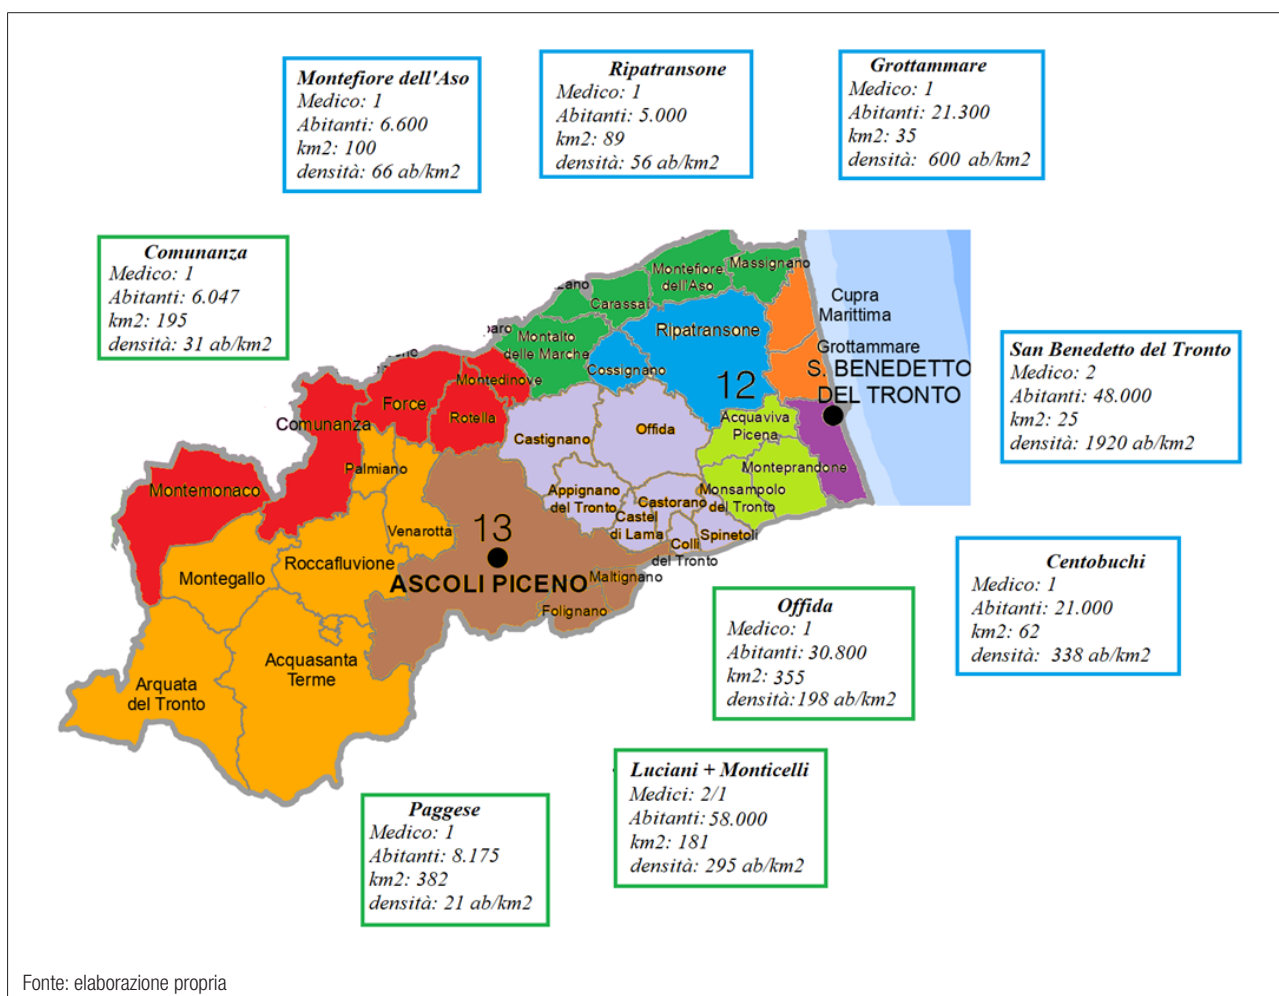 Montefiore dell'Aso
Medico: 1
Abitanti: 6.600
km2: 100
densità: 66 ab/km2
Ripatransone
Medico: 1
Abitanti: 5.000
km2: 89
densità: 56 ab/km2
Grottammare
Medico: 1
Abitanti: 21.300
km2: 35
densità: 600 ab/km2
Comunanza
Medico: 1
Abitanti: 6.047
km2: 195
densità: 31 ab/km2
San Benedetto del Tronto
Medico: 2
Abitanti: 48.000
km2: 25
densità: 1920 ab/km2
Massignano
Montefiore
dell'Aso
Carassai
Cupra
Marittima
Ripatransone
Montalto
delle Marche
Grottammare
Cossignano
S. BENEDETTO
DEL TRONTO
12
Montedinove
Force
Rotella
Comunanza
Acquaviva
Picena
Offida
Castignano
Palmiano
Monteprandone
Montemonaco
Appignano
del Tronto
Monsampolo
del Tronto
Castorano
Castel
di Lama
Spinetoli
Colli
del Tronto
Venarotta
13
Roccafluvione
Montegallo
ASCOLI PICENO
Maltignano
Folignano
Acquasanta
Terme
Arquata
del Tronto
Centobuchi
Medico: 1
Abitanti: 21.000
km2: 62
densità: 338 ab/km2
Offida
Medico: 1
Abitanti: 30.800
km2: 355
densità:198 ab/km2
Luciani + Monticelli
Medici: 2/1
Abitanti:58.000
km2: 181
densità: 295 ab/km2
Paggese
Medico: 1
Abitanti: 8.175
km2: 382
densità: 21 ab/km2
Fonte: elaborazione propria